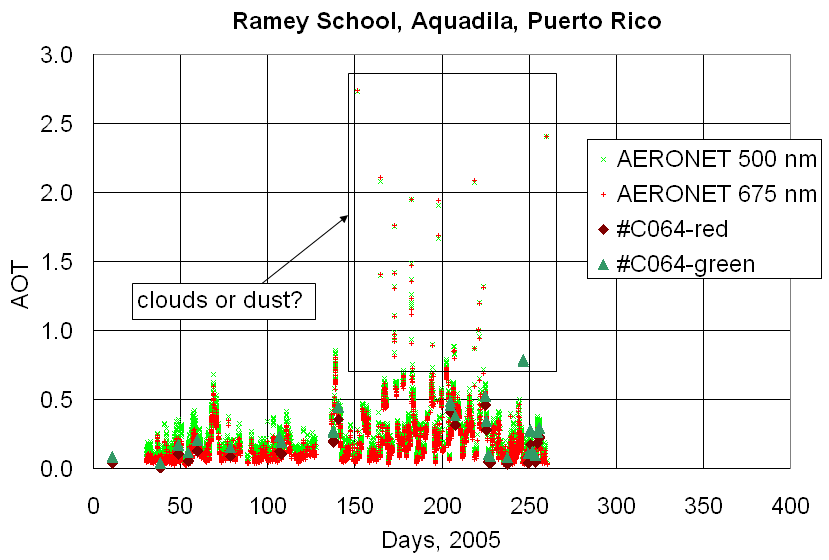 Ramey School, Aquadila, Puerto Rico
3.0
2.5
2.0
1.5
1.0
0.5
0.0
AOT
clouds or dust?
AERONET 500 nm
AERONET 675 nm
#C064-red
#C064-green
0 50 100 150 200 250 300 350 400
Days, 2005